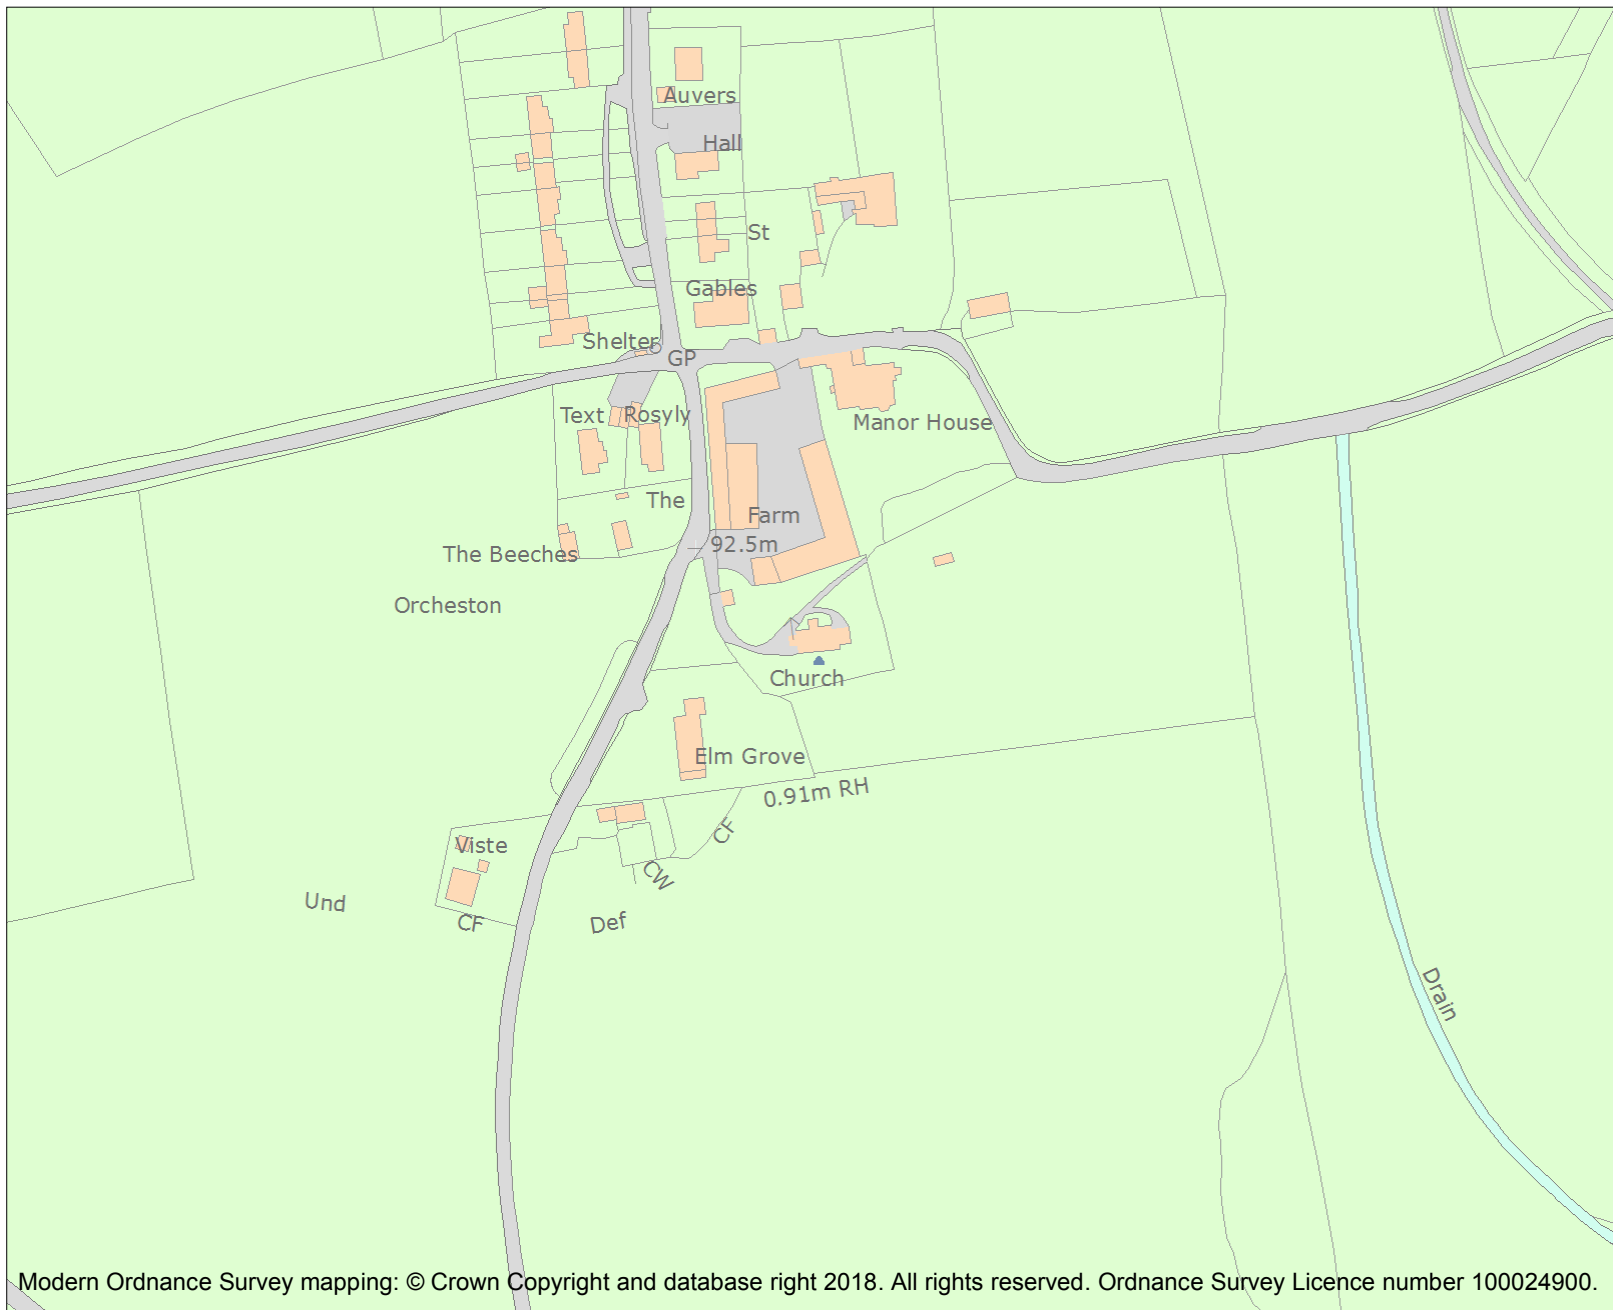 Auvers
Hall
St
Gables
Shelter
GP
Text
Rosyly
Manor House
The
Farm
92.5m
The Beeches
Orcheston
Church
Elm Grove
0.91m RH
CF
Viste
CW
Und
CF
Def
Drain
Modern Ordnance Survey mapping: © Crown Copyright and database right 2018. All rights reserved. Ordnance Survey Licence number 100024900.